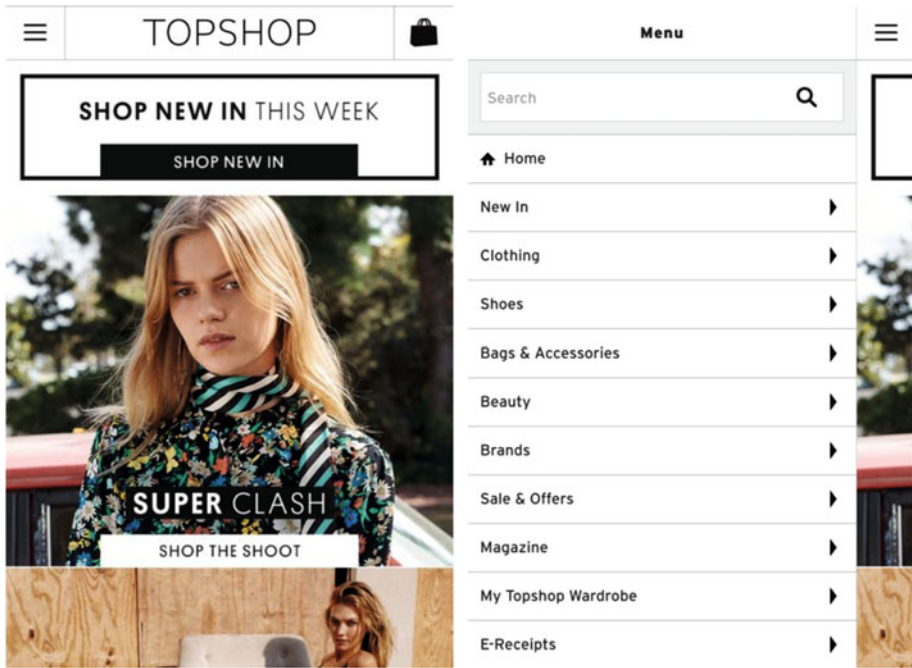 TOPSHOP
SHOP NEW IN THIS WEEK
SHOP NEW IN
SUPER CLASH
SHOP THE SHOOT
Menu
Search
Home
New In
Clothing
Shoes
Bags & Accessories
Beauty
Brands
Sale & Offers
Magazine
My Topshop Wardrobe
E-Receipts